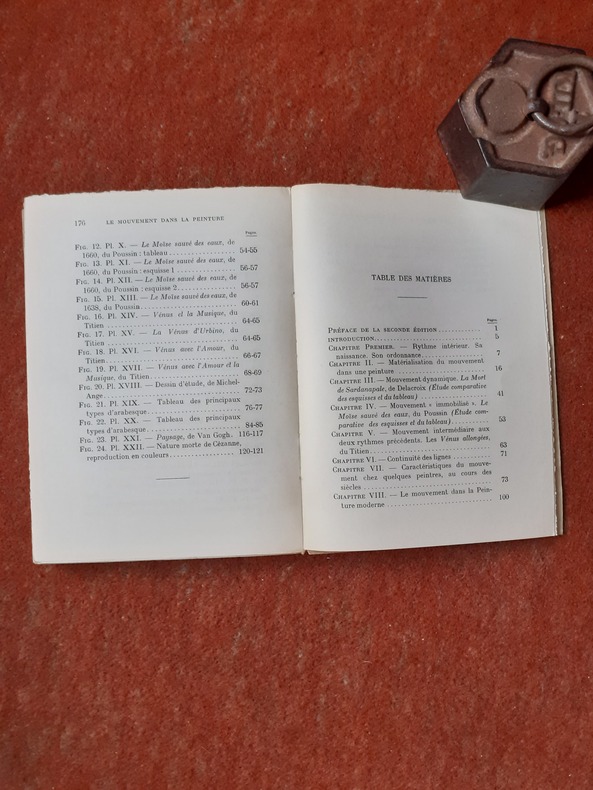 176 LE MOUVEMENT DANS LA PEINTURE
Pages.
FIG. 12. Pl. X. — Le Moïse sauvé des eaux, de
1660, du Poussin : tableau . . . . . . . . . . . . . . . . 54-55
FIG. 13. Pl. XI. — Le Moïse sauvé des eaux, de
1660, du Poussin : esquisse 1 . . . . . . . . . . . . . . 56-57
FIG. 14. Pl. XII. — Le Moïse sauvé des eaux, de
1660, du Poussin : esquisse 2 . . . . . . . . . . . . . . 56-57
FIG. 15. Pl. XIII. — Le Moïse sauvé des eaux, de
1638, du Poussin . . . . . . . . . . . . . . . . . . . . . . . 60-61
FIG. 16. Pl. XIV. — Vénus et la Musique, du
Titien . . . . . . . . . . . . . . . . . . . . . . . . . . . . . . . 64-65
FIG. 17. Pl. XV. — La Vénus d'Urbino, du
Titien . . . . . . . . . . . . . . . . . . . . . . . . . . . . . . . 64-65
FIG. 18. Pl. XVI. — Vénus avec l'Amour, du
Titien . . . . . . . . . . . . . . . . . . . . . . . . . . . . . . . 66-67
FIG. 19. Pl. XVII. — Vénus avec l'Amour et la
Musique, du Titien . . . . . . . . . . . . . . . . . . . . . 68-69
FIG. 20. Pl. XVIII. — Dessin d'étude, de Michel-
Ange . . . . . . . . . . . . . . . . . . . . . . . . . . . . . . . 72-73
FIG. 21. Pl. XIX. — Tableau des principaux
types d'arabesque . . . . . . . . . . . . . . . . . . . . . . 76-77
FIG. 22. Pl. XX. — Tableau des principaux
types d'arabesque . . . . . . . . . . . . . . . . . . . . . . 84-85
FIG. 23. Pl. XXI. — Paysage, de Van Gogh. 116-117
FIG. 24. Pl. XXII. — Nature morte de Cézanne,
reproduction en couleurs . . . . . . . . . . . . . . . . 120-121
TABLE DES MATIÈRES
Pages.
PRÉFACE DE LA SECONDE ÉDITION . . . . . . . . . . . 1
INTRODUCTION . . . . . . . . . . . . . . . . . . . . . . . . . . . 5
CHAPITRE PREMIER. — Rythme intérieur. Sa
naissance. Son ordonnance . . . . . . . . . . . . . . . 7
CHAPITRE II. — Matérialisation du mouvement
dans une peinture . . . . . . . . . . . . . . . . . . . . . . 16
CHAPITRE III. — Mouvement dynamique. La Mort
de Sardanapale, de Delacroix (Étude comparative
des esquisses et du tableau) . . . . . . . . . . . . . . . 41
CHAPITRE IV. — Mouvement « immobilisé ». Le
Moïse sauvé des eaux, du Poussin (Étude com-
parative des esquisses et du tableau) . . . . . . . . . 53
CHAPITRE V. — Mouvement intermédiaire aux
deux rythmes précédents. Les Vénus allongées,
du Titien . . . . . . . . . . . . . . . . . . . . . . . . . . . . . 63
CHAPITRE VI. — Continuité des lignes . . . . . . . . . 71
CHAPITRE VII. — Caractéristiques du mouve-
ment chez quelques peintres, au cours des
siècles . . . . . . . . . . . . . . . . . . . . . . . . . . . . . . . 73
CHAPITRE VIII. — Le mouvement dans la Pein-
ture moderne . . . . . . . . . . . . . . . . . . . . . . . . . 100